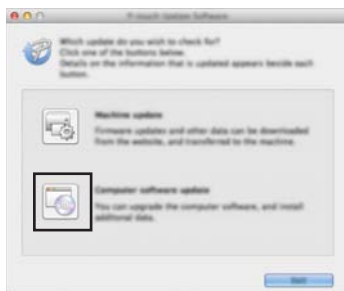 P-touch Update Software
Which update do you wish to check for?
Click one of the buttons below.
Details on the information that is updated appears beside each
button.
Machine update
Firmware updates and other data can be downloaded
from the website, and transferred to the machine.
Computer software update
You can upgrade the computer software, and install
additional data.